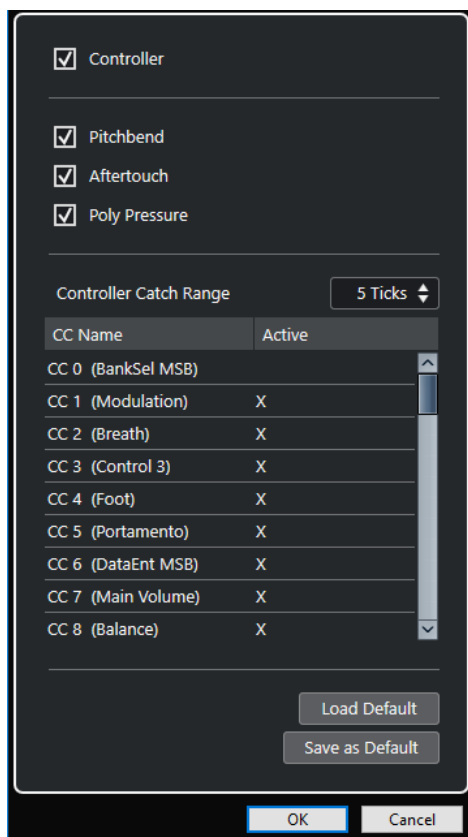 Controller
Pitchbend
Aftertouch
Poly Pressure
Controller Catch Range 5 Ticks
CC Name Active
CC 0 (BankSel MSB)
CC 1 (Modulation) X
CC 2 (Breath) X
CC 3 (Control 3) X
CC 4 (Foot) X
CC 5 (Portamento) X
CC 6 (DataEnt MSB) X
CC 7 (Main Volume) X
CC 8 (Balance) X
Load Default
Save as Default
OK Cancel